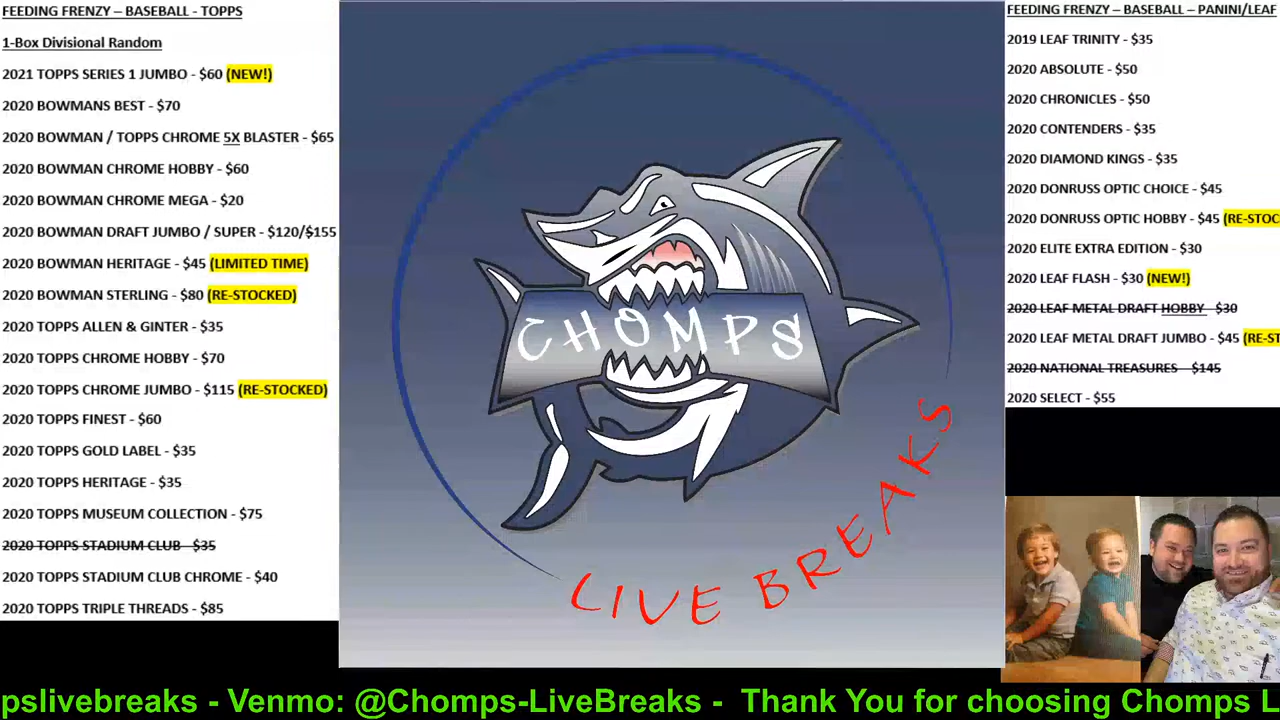 FEEDING FRENZY – BASEBALL - TOPPS
1-Box Divisional Random
2021 TOPPS SERIES 1 JUMBO - $60 (NEW!)
2020 BOWMANS BEST - $70
2020 BOWMAN / TOPPS CHROME 5X BLASTER - $65
2020 BOWMAN CHROME HOBBY - $60
2020 BOWMAN CHROME MEGA - $20
2020 BOWMAN DRAFT JUMBO / SUPER - $120/$155
2020 BOWMAN HERITAGE - $45 (LIMITED TIME)
2020 BOWMAN STERLING - $80 (RE-STOCKED)
2020 TOPPS ALLEN & GINTER - $35
2020 TOPPS CHROME HOBBY - $70
2020 TOPPS CHROME JUMBO - $115 (RE-STOCKED)
2020 TOPPS FINEST - $60
2020 TOPPS GOLD LABEL - $35
2020 TOPPS HERITAGE - $35
2020 TOPPS MUSEUM COLLECTION - $75
2020 TOPPS STADIUM CLUB - $35
2020 TOPPS STADIUM CLUB CHROME - $40
2020 TOPPS TRIPLE THREADS - $85
CHOMPS
LIVE BREAKS
FEEDING FRENZY – BASEBALL – PANINI/LEAF
2019 LEAF TRINITY - $35
2020 ABSOLUTE - $50
2020 CHRONICLES - $50
2020 CONTENDERS - $35
2020 DIAMOND KINGS - $35
2020 DONRUSS OPTIC CHOICE - $45
2020 DONRUSS OPTIC HOBBY - $45 (RE-STOC
2020 ELITE EXTRA EDITION - $30
2020 LEAF FLASH - $30 (NEW!)
2020 LEAF METAL DRAFT HOBBY - $30
2020 LEAF METAL DRAFT JUMBO - $45 (RE-ST
2020 NATIONAL TREASURES - $145
2020 SELECT - $55
pslivebreaks - Venmo: @Chomps-LiveBreaks - Thank You for choosing Chomps L